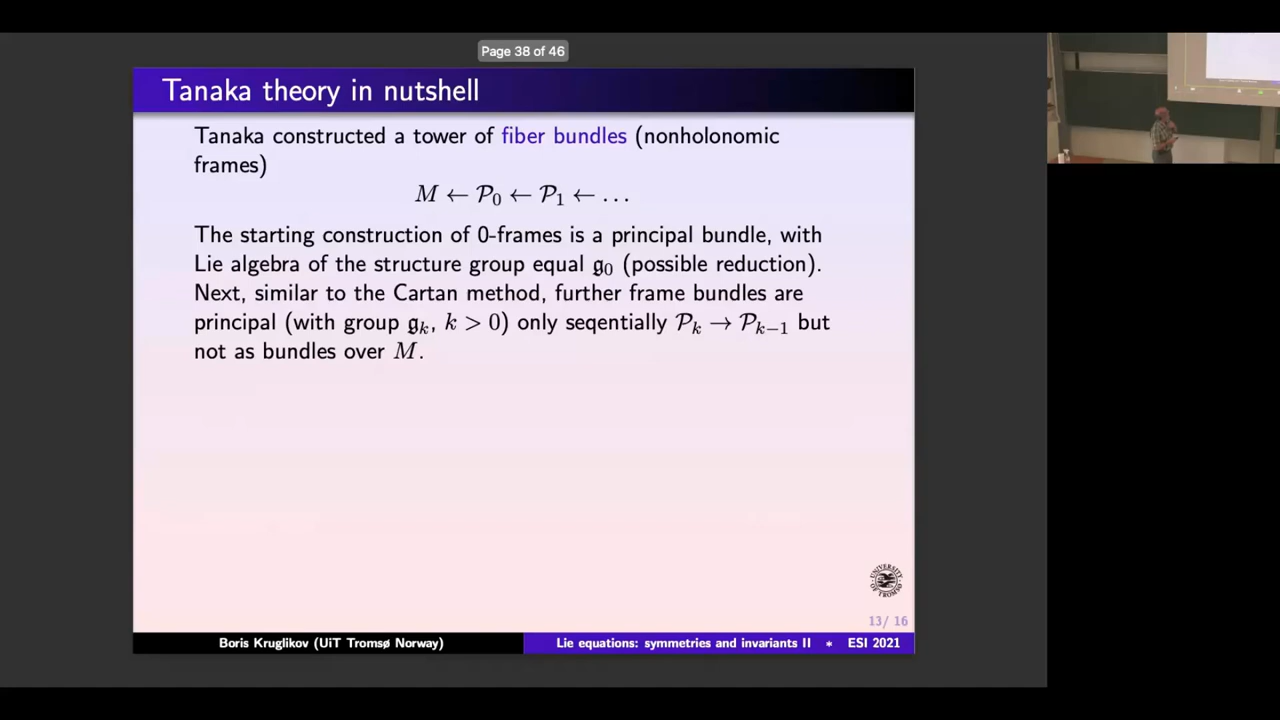 Page 38 of 46
Tanaka theory in nutshell
Tanaka constructed a tower of fiber bundles (nonholonomic
frames)
M ← 𝒫₀ ← 𝒫₁ ← …
The starting construction of 0-frames is a principal bundle, with
Lie algebra of the structure group equal 𝔤₀ (possible reduction).
Next, similar to the Cartan method, further frame bundles are
principal (with group 𝔤ₖ, k > 0) only seqentially 𝒫ₖ → 𝒫ₖ₋₁ but
not as bundles over M.
UNIVERSITY
OF TROMSØ
13/ 16
Boris Kruglikov (UiT Tromsø Norway)
Lie equations: symmetries and invariants II * ESI 2021